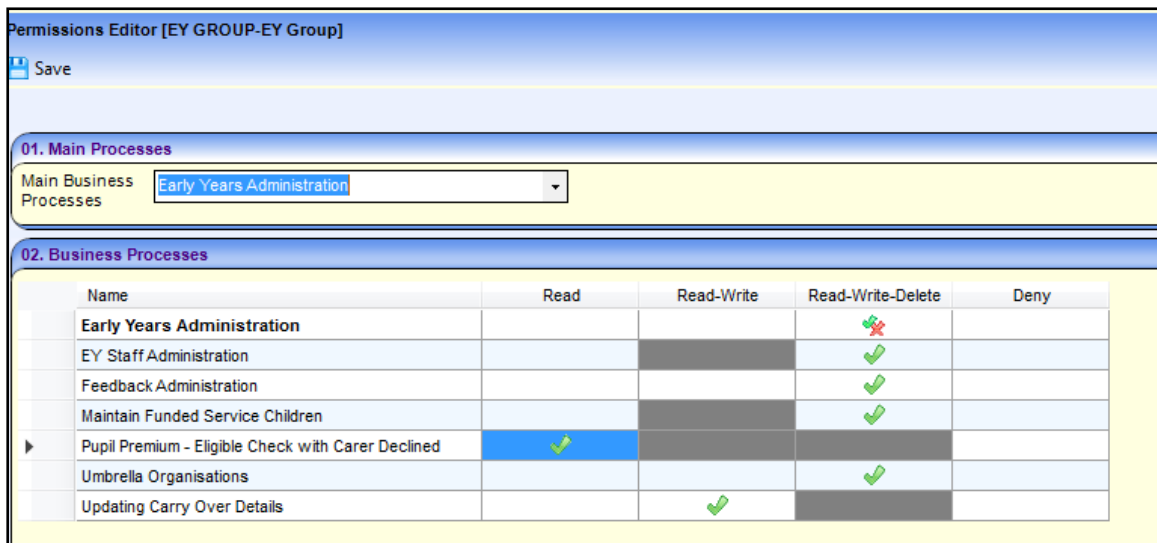 Permissions Editor [EY GROUP-EY Group]
Save
01. Main Processes
Main Business
Processes
Early Years Administration
02. Business Processes
Name Read Read-Write Read-Write-Delete Deny
Early Years Administration
EY Staff Administration
Feedback Administration
Maintain Funded Service Children
Pupil Premium - Eligible Check with Carer Declined
Umbrella Organisations
Updating Carry Over Details